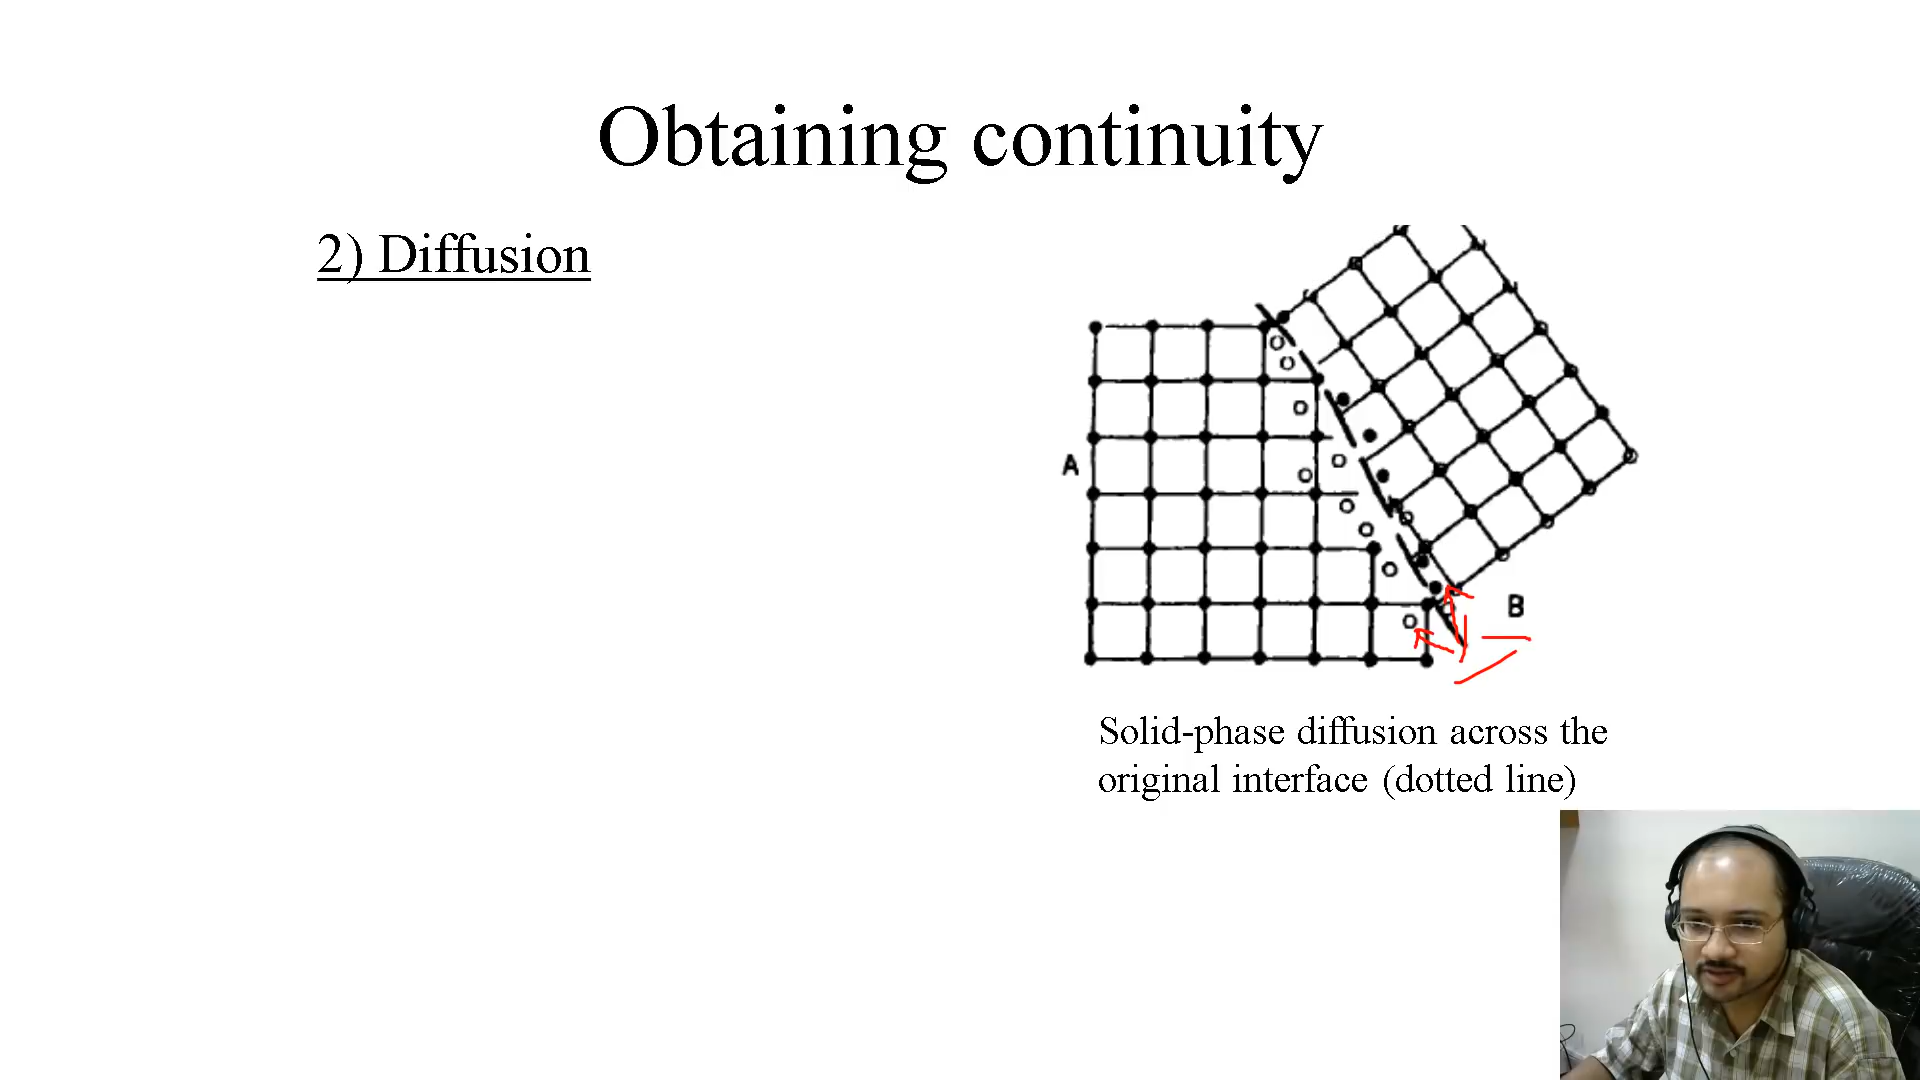 Obtaining continuity
2) Diffusion
A
B
Solid-phase diffusion across the
original interface (dotted line)